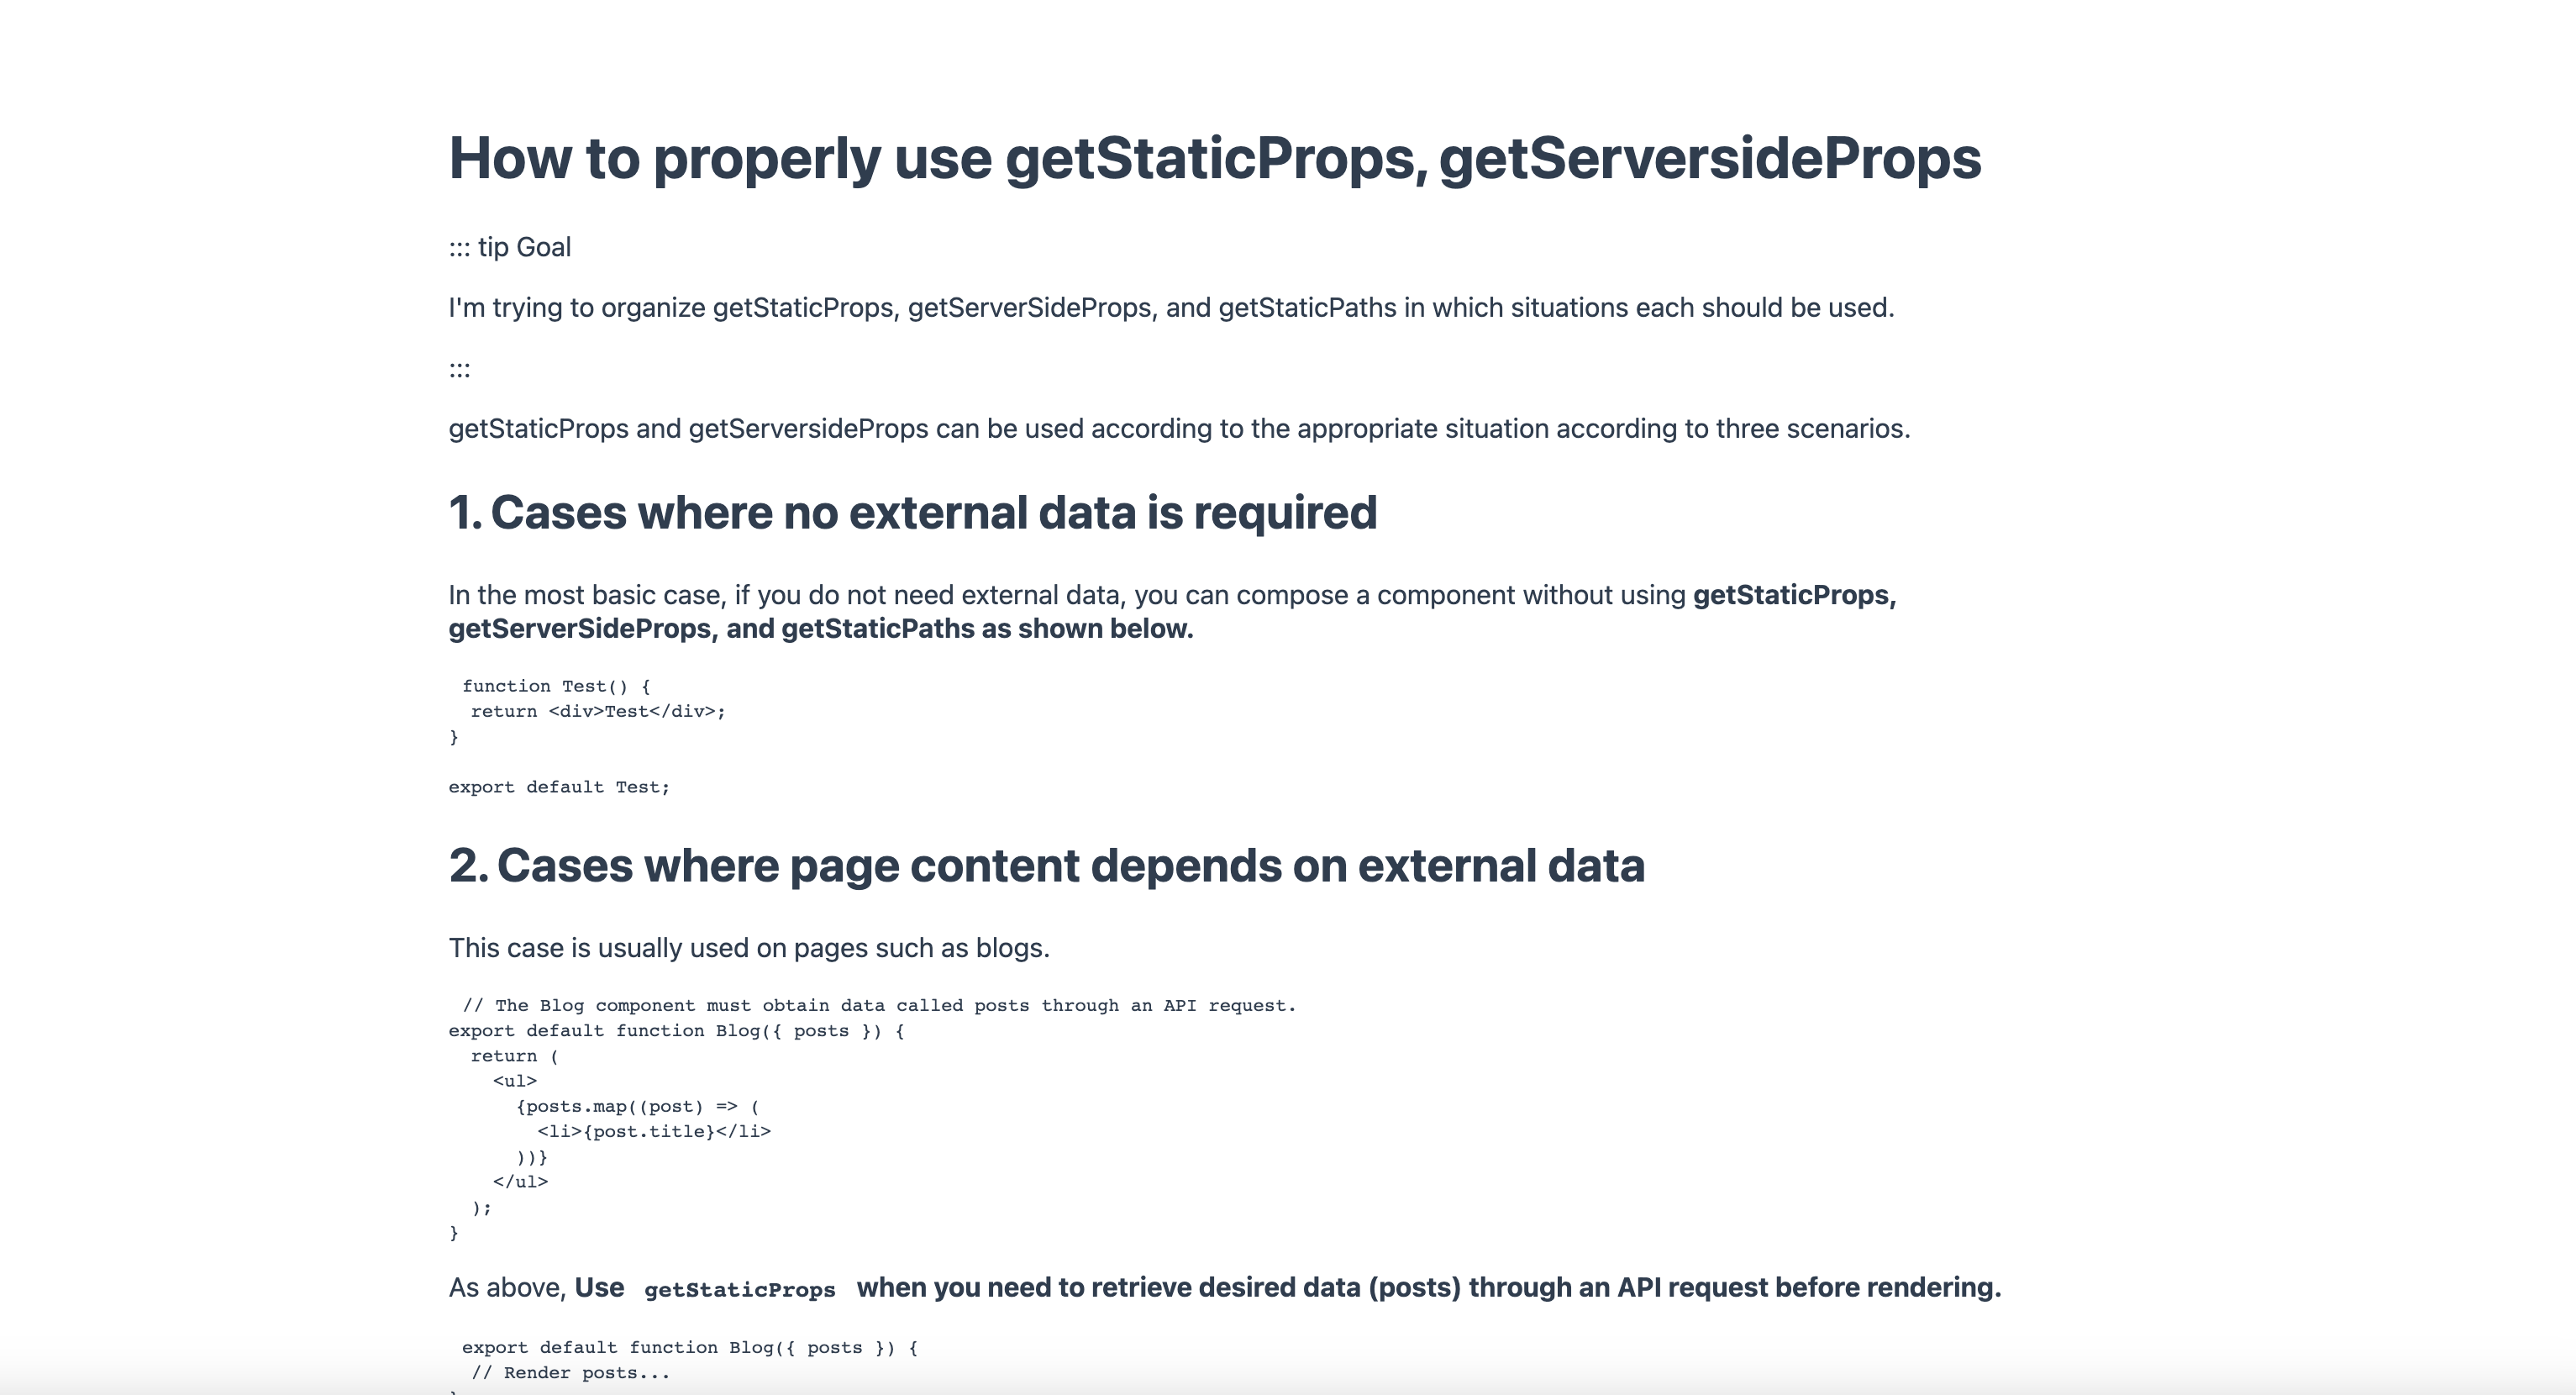 How to properly use getStaticProps, getServersideProps
::: tip Goal
I'm trying to organize getStaticProps, getServerSideProps, and getStaticPaths in which situations each should be used.
:::
getStaticProps and getServersideProps can be used according to the appropriate situation according to three scenarios.
1. Cases where no external data is required
In the most basic case, if you do not need external data, you can compose a component without using getStaticProps,
getServerSideProps, and getStaticPaths as shown below.
function Test() {
  return <div>Test</div>;
}
export default Test;
2. Cases where page content depends on external data
This case is usually used on pages such as blogs.
// The Blog component must obtain data called posts through an API request.
export default function Blog({ posts }) {
  return (
    <ul>
      {posts.map((post) => (
        <li>{post.title}</li>
      ))}
    </ul>
  );
}
As above, Use getStaticProps when you need to retrieve desired data (posts) through an API request before rendering.
export default function Blog({ posts }) {
  // Render posts...